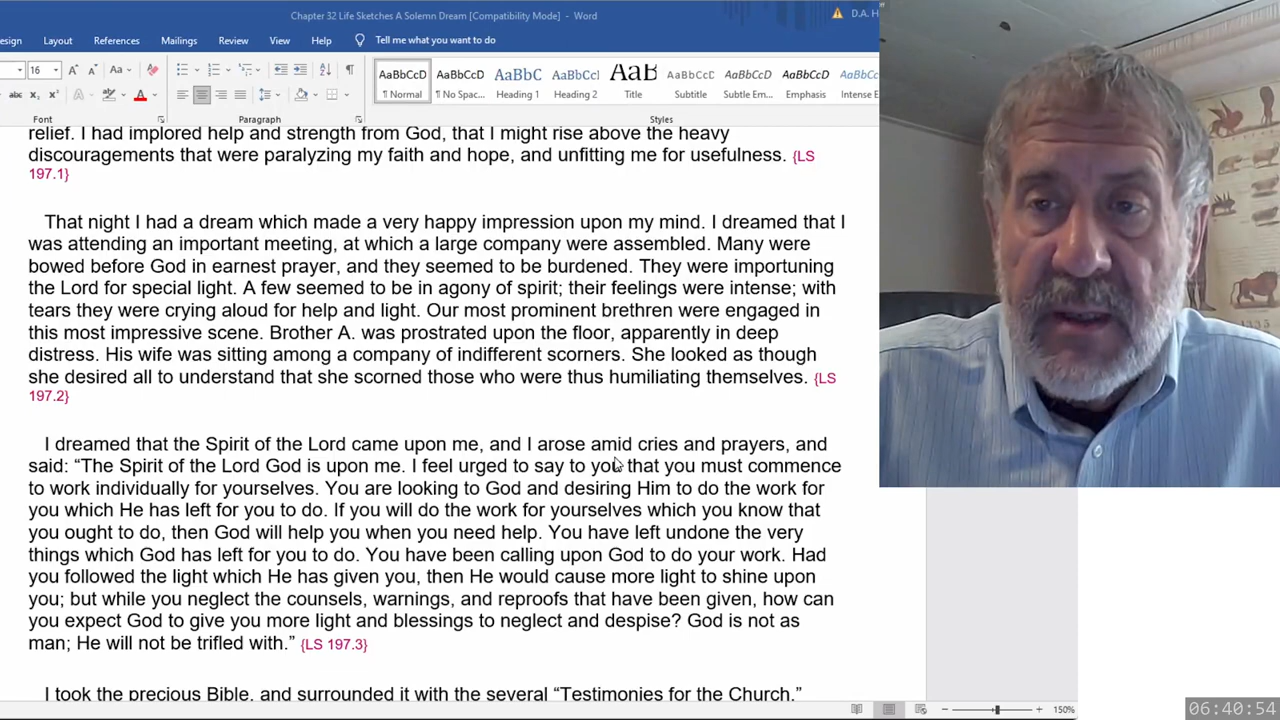 Chapter 32 Life Sketches A Solemn Dream [Compatibility Mode] - Word
D.A. H
esign Layout References Mailings Review View Help Tell me what you want to do
16 Aa
AaBbCcD AaBbCcD AaBbC AaBbCcI AaB AaBbCcD AaBbCcD AaBbCcD AaBbCc
¶ Normal ¶ No Spac... Heading 1 Heading 2 Title Subtitle Subtle Em... Emphasis Intense E
Font Paragraph Styles
relief. I had implored help and strength from God, that I might rise above the heavy
discouragements that were paralyzing my faith and hope, and unfitting me for usefulness. {LS
197.1}
That night I had a dream which made a very happy impression upon my mind. I dreamed that I
was attending an important meeting, at which a large company were assembled. Many were
bowed before God in earnest prayer, and they seemed to be burdened. They were importuning
the Lord for special light. A few seemed to be in agony of spirit; their feelings were intense; with
tears they were crying aloud for help and light. Our most prominent brethren were engaged in
this most impressive scene. Brother A. was prostrated upon the floor, apparently in deep
distress. His wife was sitting among a company of indifferent scorners. She looked as though
she desired all to understand that she scorned those who were thus humiliating themselves. {LS
197.2}
I dreamed that the Spirit of the Lord came upon me, and I arose amid cries and prayers, and
said: “The Spirit of the Lord God is upon me. I feel urged to say to you that you must commence
to work individually for yourselves. You are looking to God and desiring Him to do the work for
you which He has left for you to do. If you will do the work for yourselves which you know that
you ought to do, then God will help you when you need help. You have left undone the very
things which God has left for you to do. You have been calling upon God to do your work. Had
you followed the light which He has given you, then He would cause more light to shine upon
you; but while you neglect the counsels, warnings, and reproofs that have been given, how can
you expect God to give you more light and blessings to neglect and despise? God is not as
man; He will not be trifled with.” {LS 197.3}
I took the precious Bible, and surrounded it with the several “Testimonies for the Church,”
150%
06:40:54